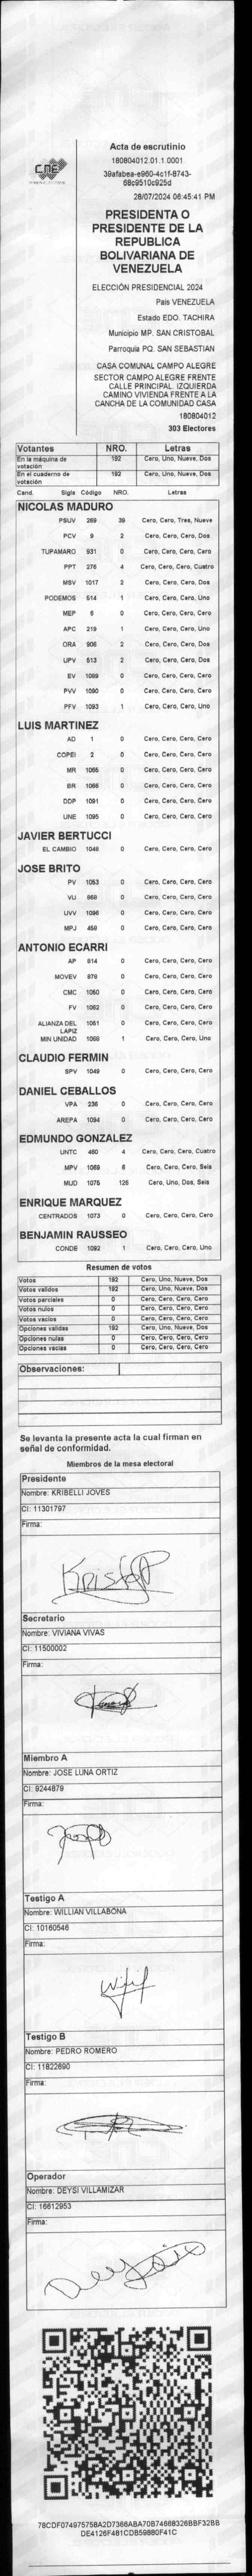 CNE
Acta de escrutinio
180804012.01.1.0001
39afabea-e960-4c1f-8743-
68c9510c925d
28/07/2024 06:45:41 PM
PRESIDENTA O
PRESIDENTE DE LA
REPUBLICA
BOLIVARIANA DE
VENEZUELA
ELECCIÓN PRESIDENCIAL 2024
Pais VENEZUELA
Estado EDO. TACHIRA
Municipio MP. SAN CRISTOBAL
Parroquia PQ. SAN SEBASTIAN
CASA COMUNAL CAMPO ALEGRE
SECTOR CAMPO ALEGRE FRENTE
CALLE PRINCIPAL. IZQUIERDA
CAMINO VIVIENDA FRENTE A LA
CANCHA DE LA COMUNIDAD CASA
180804012
303 Electores
Votantes NRO. Letras
En la máquina de votación 192 Cero, Uno, Nueve, Dos
En el cuaderno de votación 192 Cero, Uno, Nueve, Dos
Cand. Sigla Código NRO. Letras
NICOLAS MADURO
PSUV 269 39 Cero, Cero, Tres, Nueve
PCV 9 2 Cero, Cero, Cero, Dos
TUPAMARO 931 0 Cero, Cero, Cero, Cero
PPT 276 4 Cero, Cero, Cero, Cuatro
MSV 1017 2 Cero, Cero, Cero, Dos
PODEMOS 514 1 Cero, Cero, Cero, Uno
MEP 6 0 Cero, Cero, Cero, Cero
APC 219 1 Cero, Cero, Cero, Uno
ORA 906 2 Cero, Cero, Cero, Dos
UPV 513 2 Cero, Cero, Cero, Dos
EV 1089 0 Cero, Cero, Cero, Cero
PVV 1090 0 Cero, Cero, Cero, Cero
PFV 1093 1 Cero, Cero, Cero, Uno
LUIS MARTINEZ
AD 1 0 Cero, Cero, Cero, Cero
COPEI 2 0 Cero, Cero, Cero, Cero
MR 1065 0 Cero, Cero, Cero, Cero
BR 1066 0 Cero, Cero, Cero, Cero
DDP 1091 0 Cero, Cero, Cero, Cero
UNE 1095 0 Cero, Cero, Cero, Cero
JAVIER BERTUCCI
EL CAMBIO 1048 0 Cero, Cero, Cero, Cero
JOSE BRITO
PV 1053 0 Cero, Cero, Cero, Cero
VU 868 0 Cero, Cero, Cero, Cero
UVV 1096 0 Cero, Cero, Cero, Cero
MPJ 459 0 Cero, Cero, Cero, Cero
ANTONIO ECARRI
AP 814 0 Cero, Cero, Cero, Cero
MOVEV 879 0 Cero, Cero, Cero, Cero
CMC 1050 0 Cero, Cero, Cero, Cero
FV 1062 0 Cero, Cero, Cero, Cero
ALIANZA DEL LAPIZ 1051 0 Cero, Cero, Cero, Cero
MIN UNIDAD 1068 1 Cero, Cero, Cero, Uno
CLAUDIO FERMIN
SPV 1049 0 Cero, Cero, Cero, Cero
DANIEL CEBALLOS
VPA 236 0 Cero, Cero, Cero, Cero
AREPA 1094 0 Cero, Cero, Cero, Cero
EDMUNDO GONZALEZ
UNTC 460 4 Cero, Cero, Cero, Cuatro
MPV 1069 6 Cero, Cero, Cero, Seis
MUD 1075 126 Cero, Uno, Dos, Seis
ENRIQUE MARQUEZ
CENTRADOS 1073 0 Cero, Cero, Cero, Cero
BENJAMIN RAUSSEO
CONDE 1092 1 Cero, Cero, Cero, Uno
Resumen de votos
Votos 192 Cero, Uno, Nueve, Dos
Votos validos 192 Cero, Uno, Nueve, Dos
Votos parciales 0 Cero, Cero, Cero, Cero
Votos nulos 0 Cero, Cero, Cero, Cero
Votos vacios 0 Cero, Cero, Cero, Cero
Opciones validas 192 Cero, Uno, Nueve, Dos
Opciones nulas 0 Cero, Cero, Cero, Cero
Opciones vacias 0 Cero, Cero, Cero, Cero
Observaciones:
Se levanta la presente acta la cual firman en
señal de conformidad.
Miembros de la mesa electoral
Presidente
Nombre: KRIBELLI JOVES
CI: 11301797
Firma:
Secretario
Nombre: VIVIANA VIVAS
CI: 11500002
Firma:
Miembro A
Nombre: JOSE LUNA ORTIZ
CI: 9244879
Firma:
Testigo A
Nombre: WILLIAN VILLABONA
CI: 10160546
Firma:
Testigo B
Nombre: PEDRO ROMERO
CI: 11822690
Firma:
Operador
Nombre: DEYSI VILLAMIZAR
CI: 16612953
Firma:
78CDF074975758A2D7366ABA70B74668326BBF32BB
DE4126F481CDB59880F41C